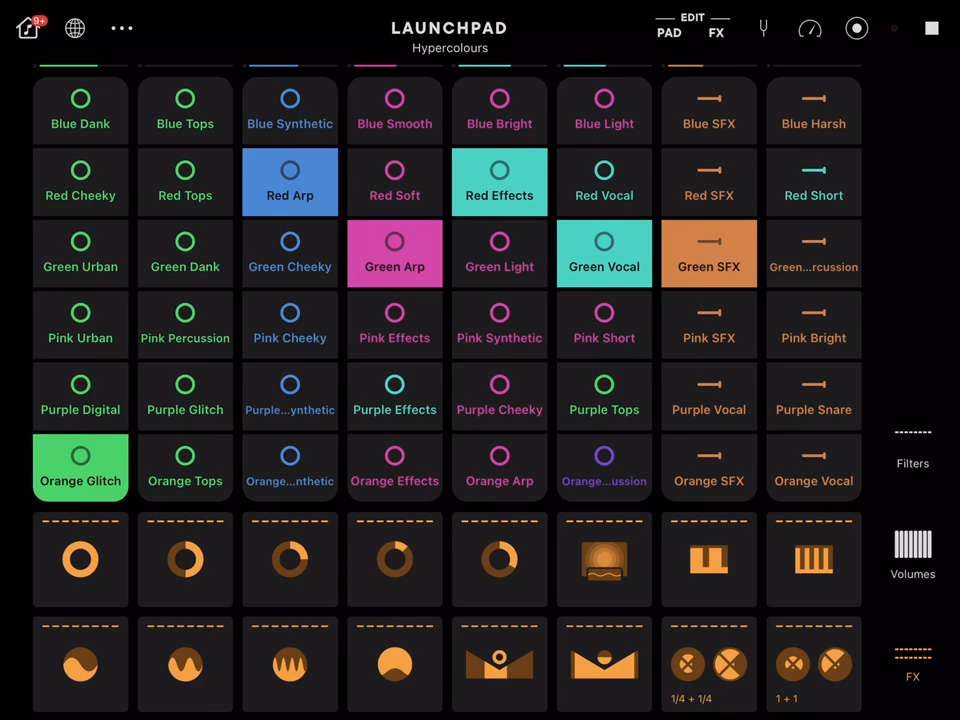 9+
LAUNCHPAD
Hypercolours
EDIT
PAD FX
Blue Dank Blue Tops Blue Synthetic Blue Smooth Blue Bright Blue Light Blue SFX Blue Harsh
Red Cheeky Red Tops Red Arp Red Soft Red Effects Red Vocal Red SFX Red Short
Green Urban Green Dank Green Cheeky Green Arp Green Light Green Vocal Green SFX Green...rcussion
Pink Urban Pink Percussion Pink Cheeky Pink Effects Pink Synthetic Pink Short Pink SFX Pink Bright
Purple Digital Purple Glitch Purple...ynthetic Purple Effects Purple Cheeky Purple Tops Purple Vocal Purple Snare
Orange Glitch Orange Tops Orange...nthetic Orange Effects Orange Arp Orange...ussion Orange SFX Orange Vocal
Filters
Volumes
FX
1/4 + 1/4 1 + 1